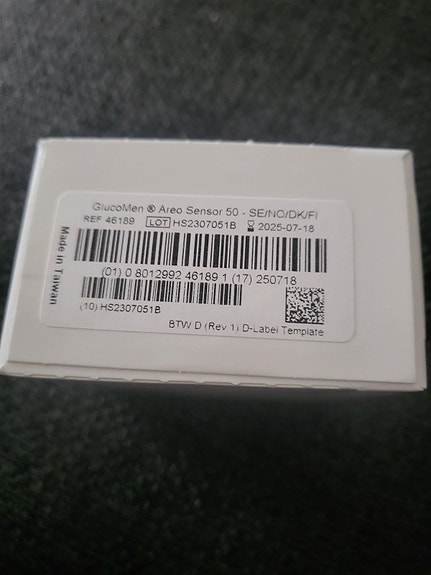 GlucoMen ® Areo Sensor 50 - SE/NO/DK/FI
REF 46189 LOT HS2307051B 2025-07-18
(01) 0 8012992 46189 1 (17) 250718
(10) HS2307051B
BTW D (Rev 1) D-Label Template
Made in Taiwan